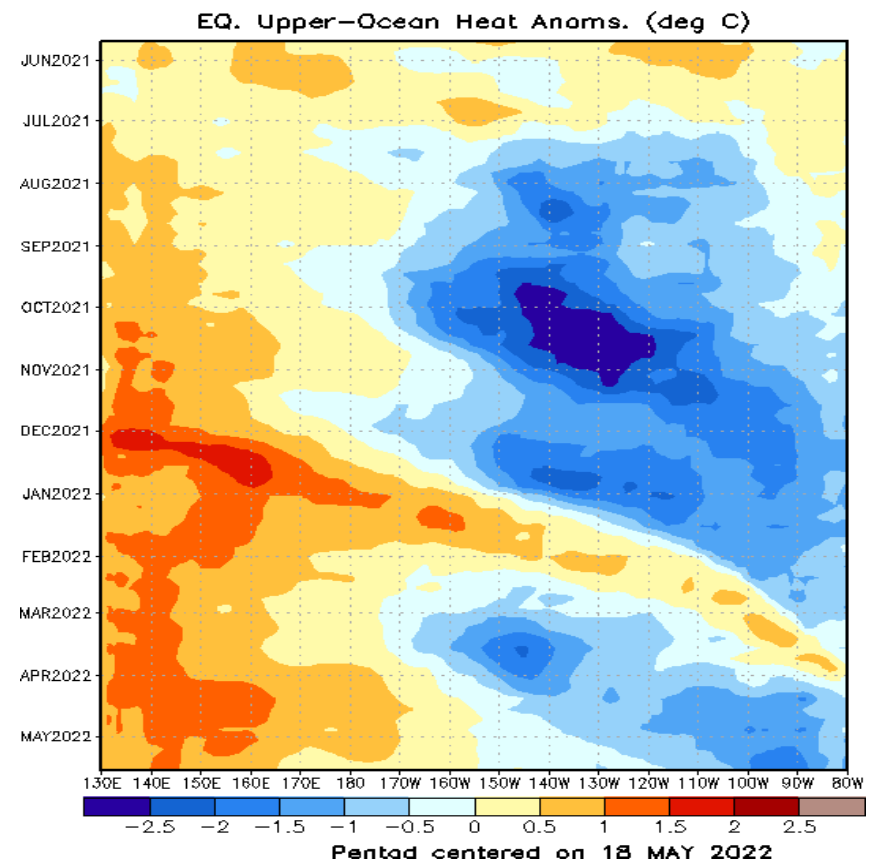 EQ. Upper-Ocean Heat Anoms. (deg C)
JUN2021
JUL2021
AUG2021
SEP2021
OCT2021
NOV2021
DEC2021
JAN2022
FEB2022
MAR2022
APR2022
MAY2022
130E 140E 150E 160E 170E 180 170W 160W 150W 140W 130W 120W 110W 100W 90W 80W
-2.5 -2 -1.5 -1 -0.5 0 0.5 1 1.5 2 2.5
Pentad centered on 18 MAY 2022